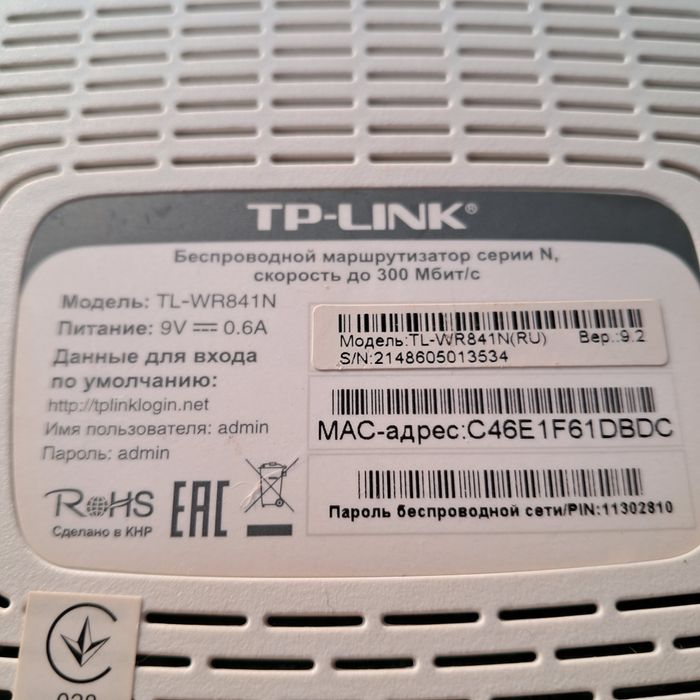 TP-LINK®
Беспроводной маршрутизатор серии N,
скорость до 300 Мбит/с
Модель: TL-WR841N
Питание: 9V ⎓ 0.6A
Данные для входа
по умолчанию:
http://tplinklogin.net
Имя пользователя: admin
Пароль: admin
RoHS
Сделано в КНР
EAC
Модель:TL-WR841N(RU) Вер.:9.2
S/N:2148605013534
MAC-адрес:C46E1F61DBDC
Пароль беспроводной сети/PIN:11302810